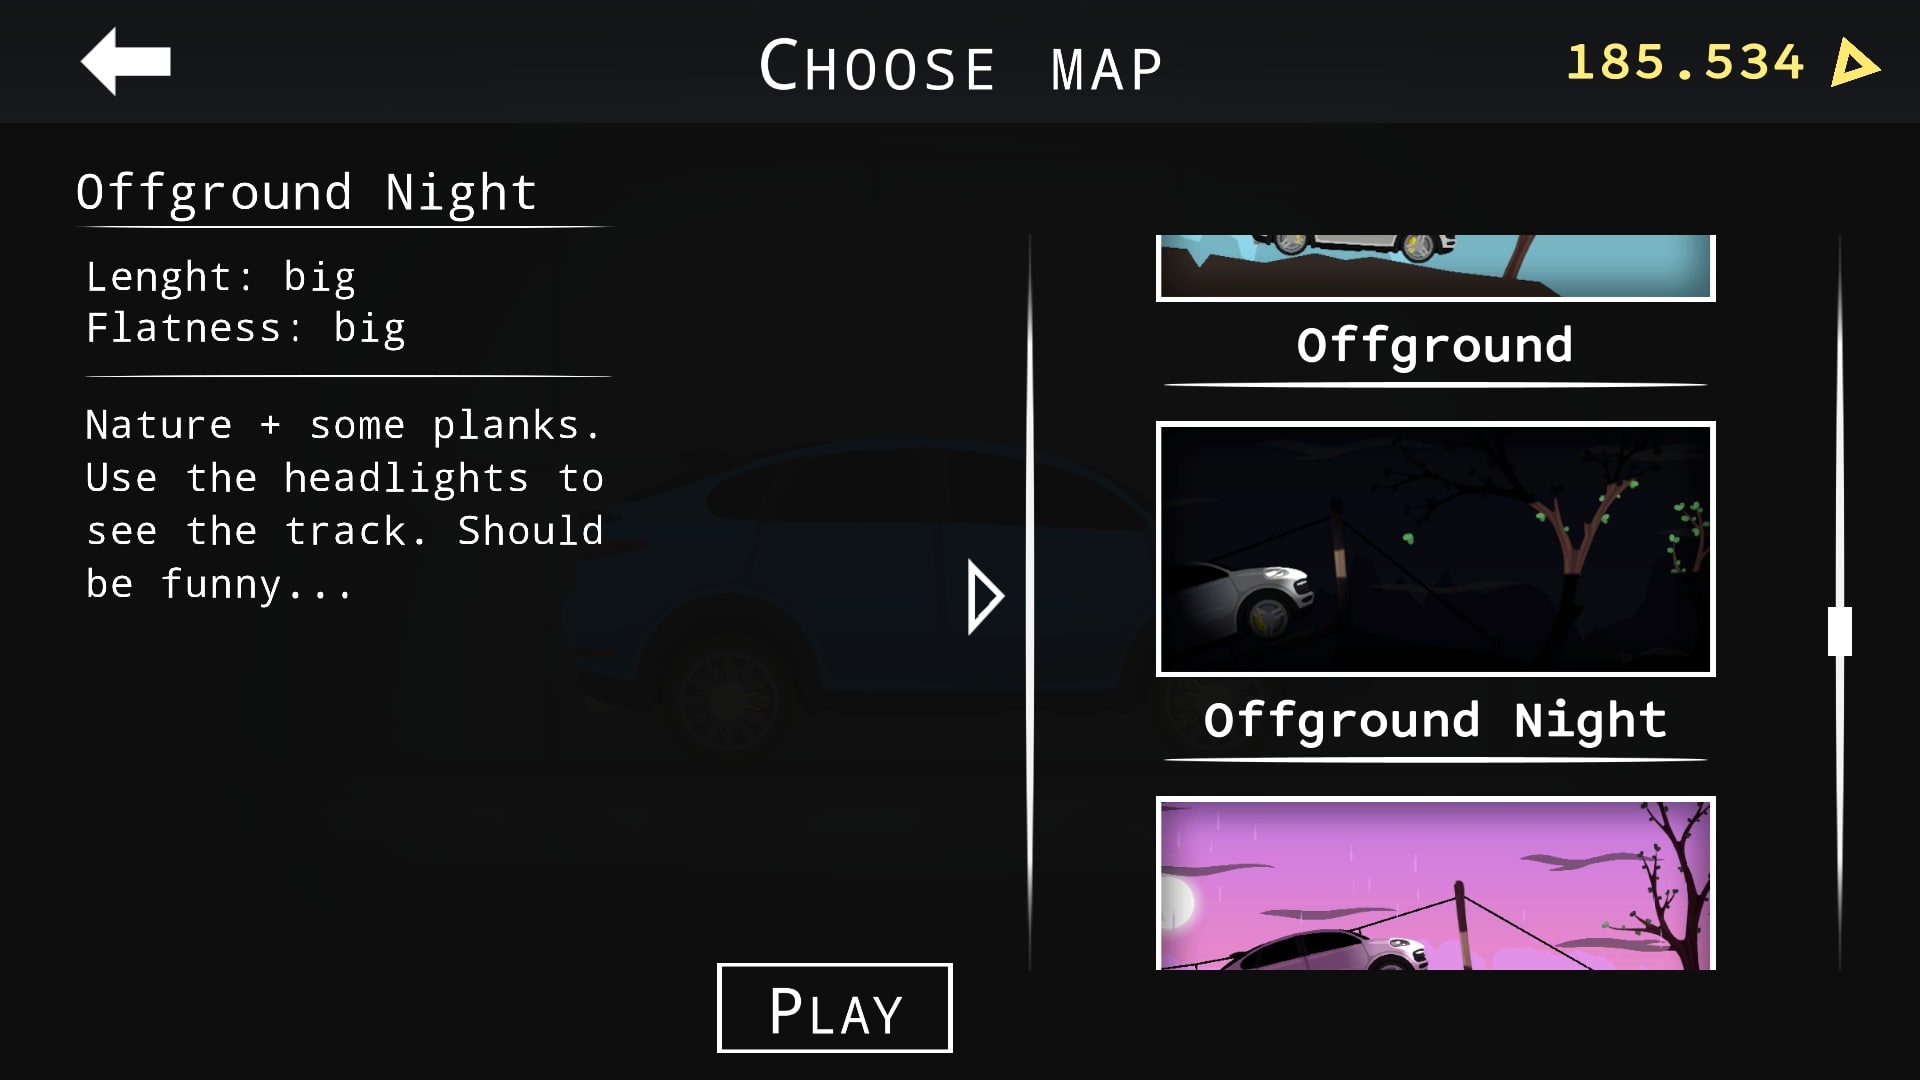 CHOOSE MAP
185.534
Offground Night
Lenght: big
Flatness: big
Nature + some planks.
Use the headlights to
see the track. Should
be funny...
Offground
Offground Night
PLAY